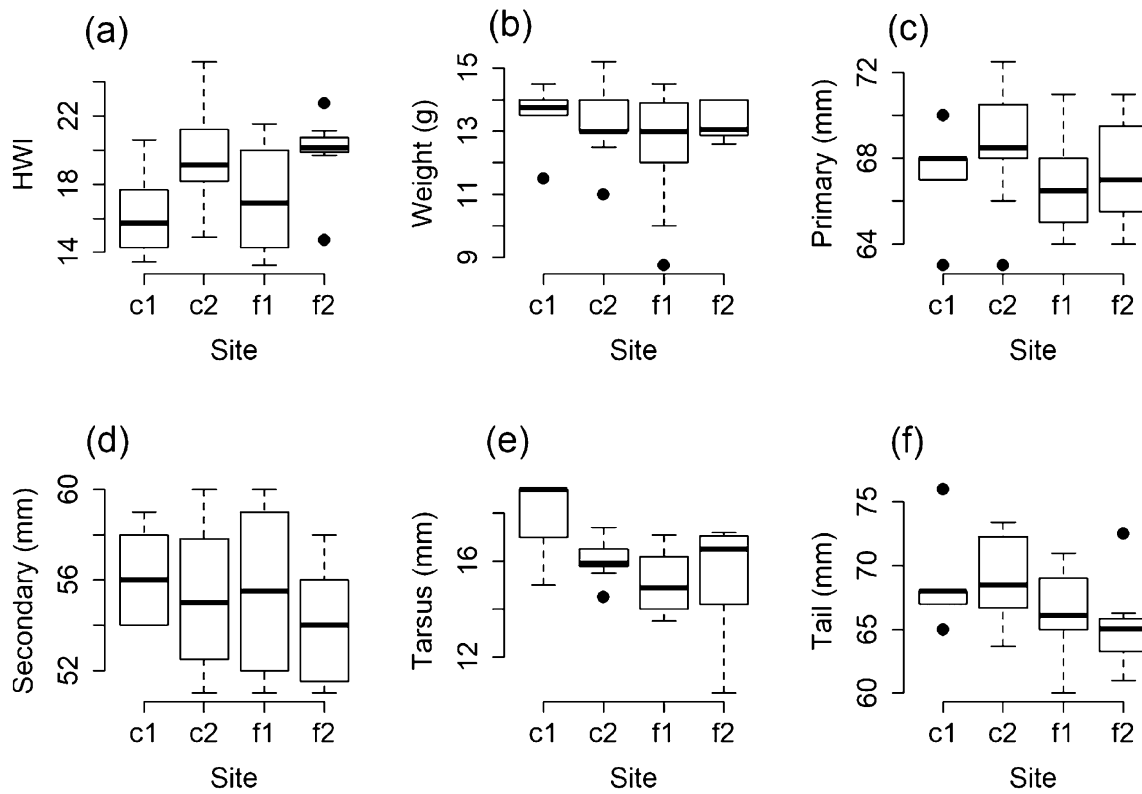 (a)
HWI
22
18
14
c1 c2 f1 f2
Site
(b)
Weight (g)
15
13
11
9
c1 c2 f1 f2
Site
(c)
Primary (mm)
72
68
64
c1 c2 f1 f2
Site
(d)
Secondary (mm)
60
56
52
c1 c2 f1 f2
Site
(e)
Tarsus (mm)
16
12
c1 c2 f1 f2
Site
(f)
Tail (mm)
75
70
65
60
c1 c2 f1 f2
Site